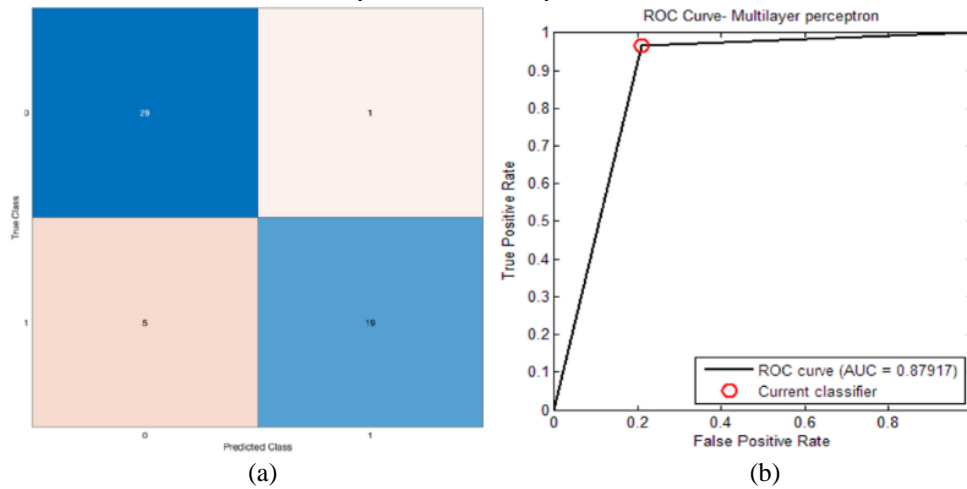 0
29
1
True Class
1
5
19
0
1
Predicted Class
(a)
ROC Curve- Multilayer perceptron
1
0.9
0.8
0.7
0.6
0.5
0.4
0.3
0.2
0.1
0
True Positive Rate
ROC curve (AUC = 0.87917)
Current classifier
0
0.2
0.4
0.6
0.8
False Positive Rate
(b)